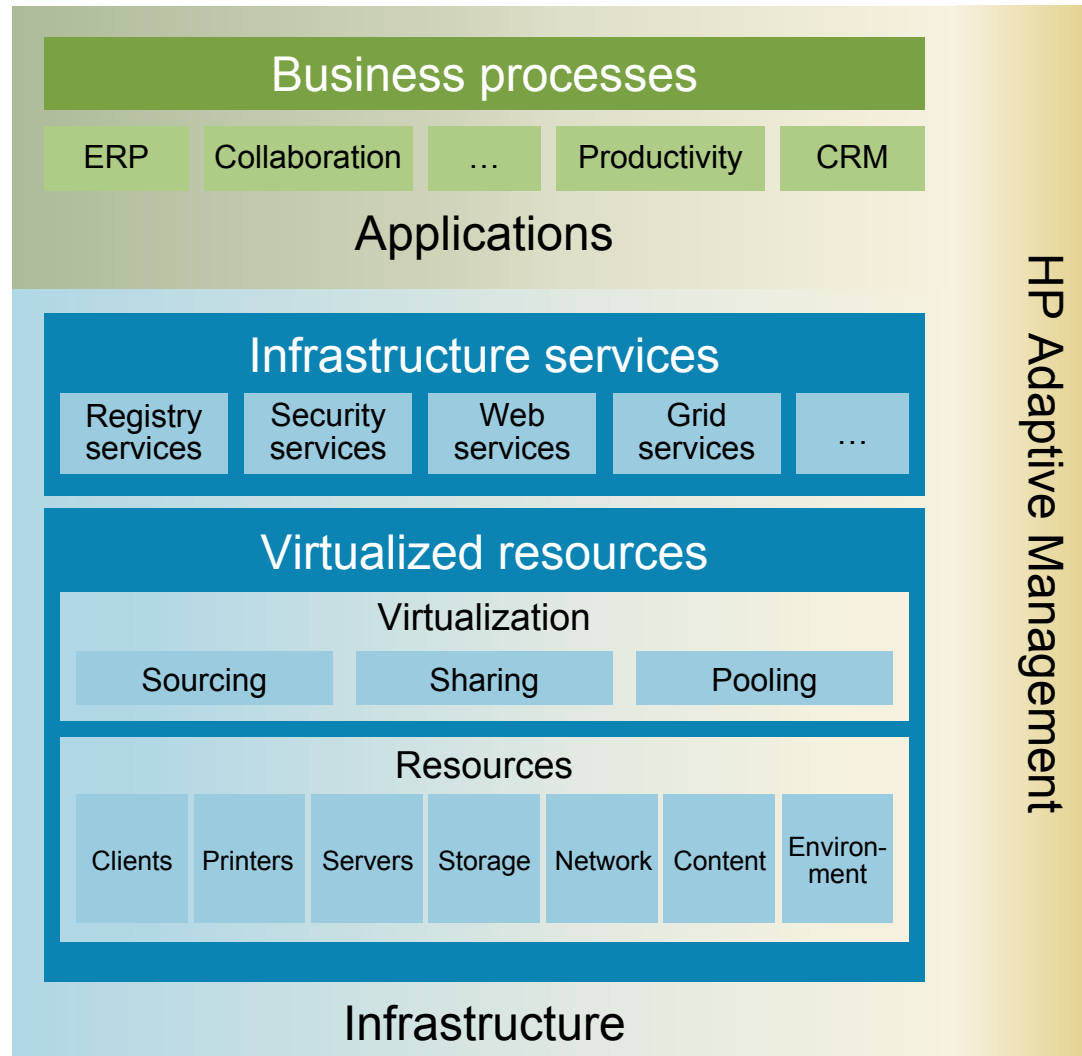 Business processes
ERP
Collaboration
…
Productivity
CRM
Applications
Infrastructure services
Registry
services
Security
services
Web
services
Grid
services
…
Virtualized resources
Virtualization
Sourcing
Sharing
Pooling
Resources
Clients
Printers
Servers
Storage
Network
Content
Environ-
ment
Infrastructure
HP Adaptive Management